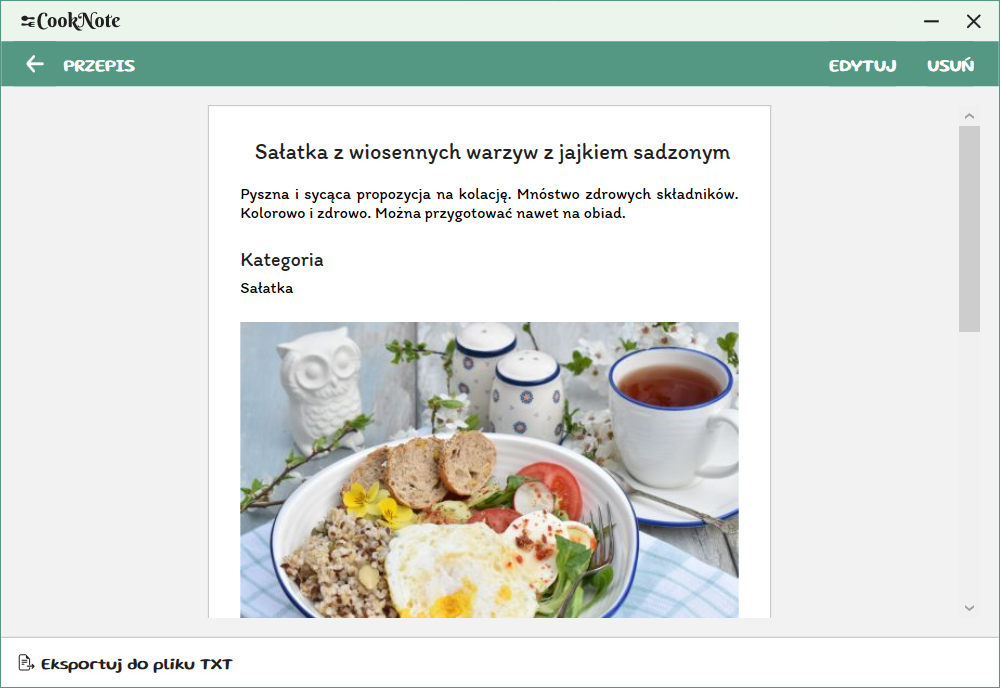 CookNote
PRZEPIS
EDYTUJ
USUŃ
Sałatka z wiosennych warzyw z jajkiem sadzonym
Pyszna i sycąca propozycja na kolację. Mnóstwo zdrowych składników.
Kolorowo i zdrowo. Można przygotować nawet na obiad.
Kategoria
Sałatka
Eksportuj do pliku TXT